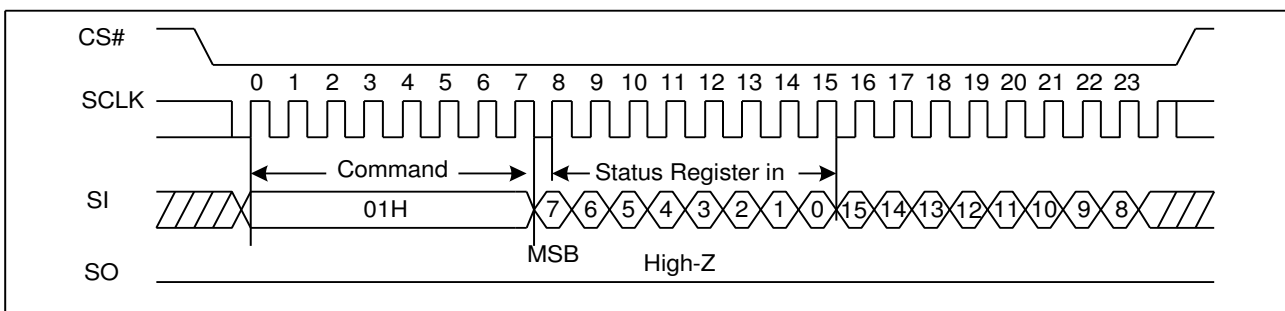 CS#
0 1 2 3 4 5 6 7 8 9 10 11 12 13 14 15 16 17 18 19 20 21 22 23
SCLK
Command Status Register in
SI 01H 7 6 5 4 3 2 1 0 15 14 13 12 11 10 9 8
MSB High-Z
SO